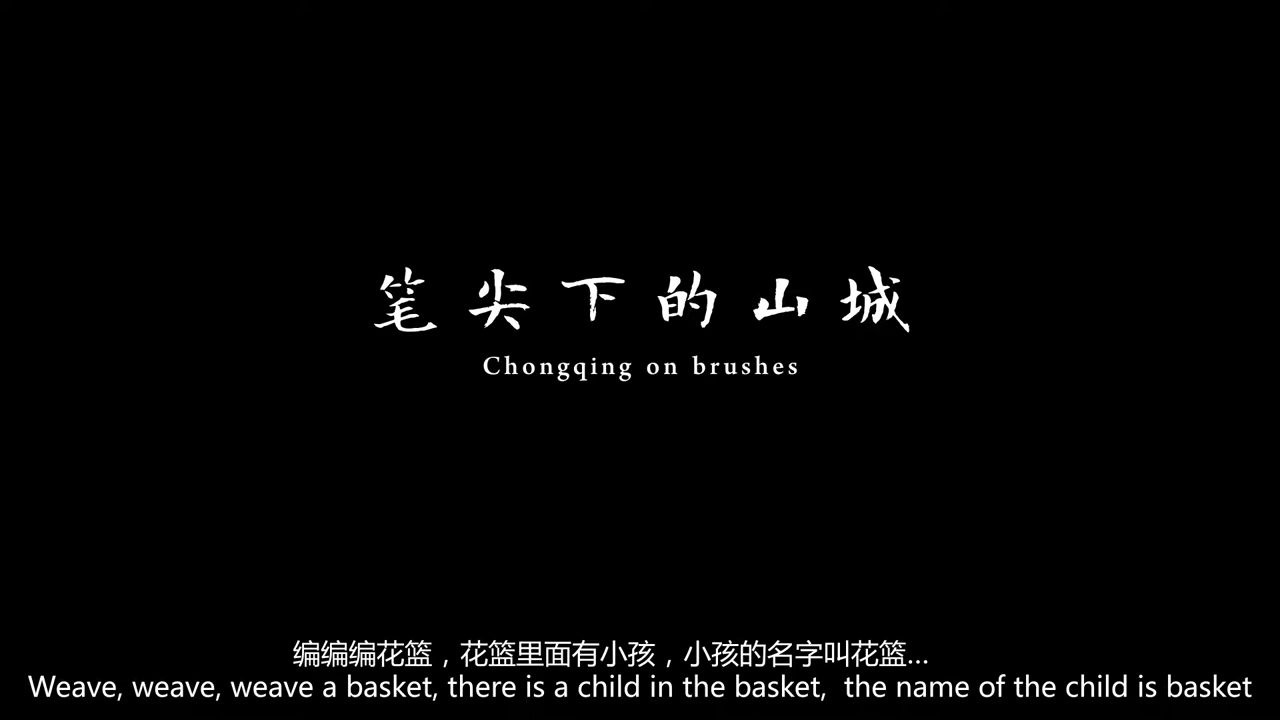 笔尖下的山城
Chongqing on brushes
编编编花篮，花篮里面有小孩，小孩的名字叫花篮...
Weave, weave, weave a basket, there is a child in the basket,  the name of the child is basket